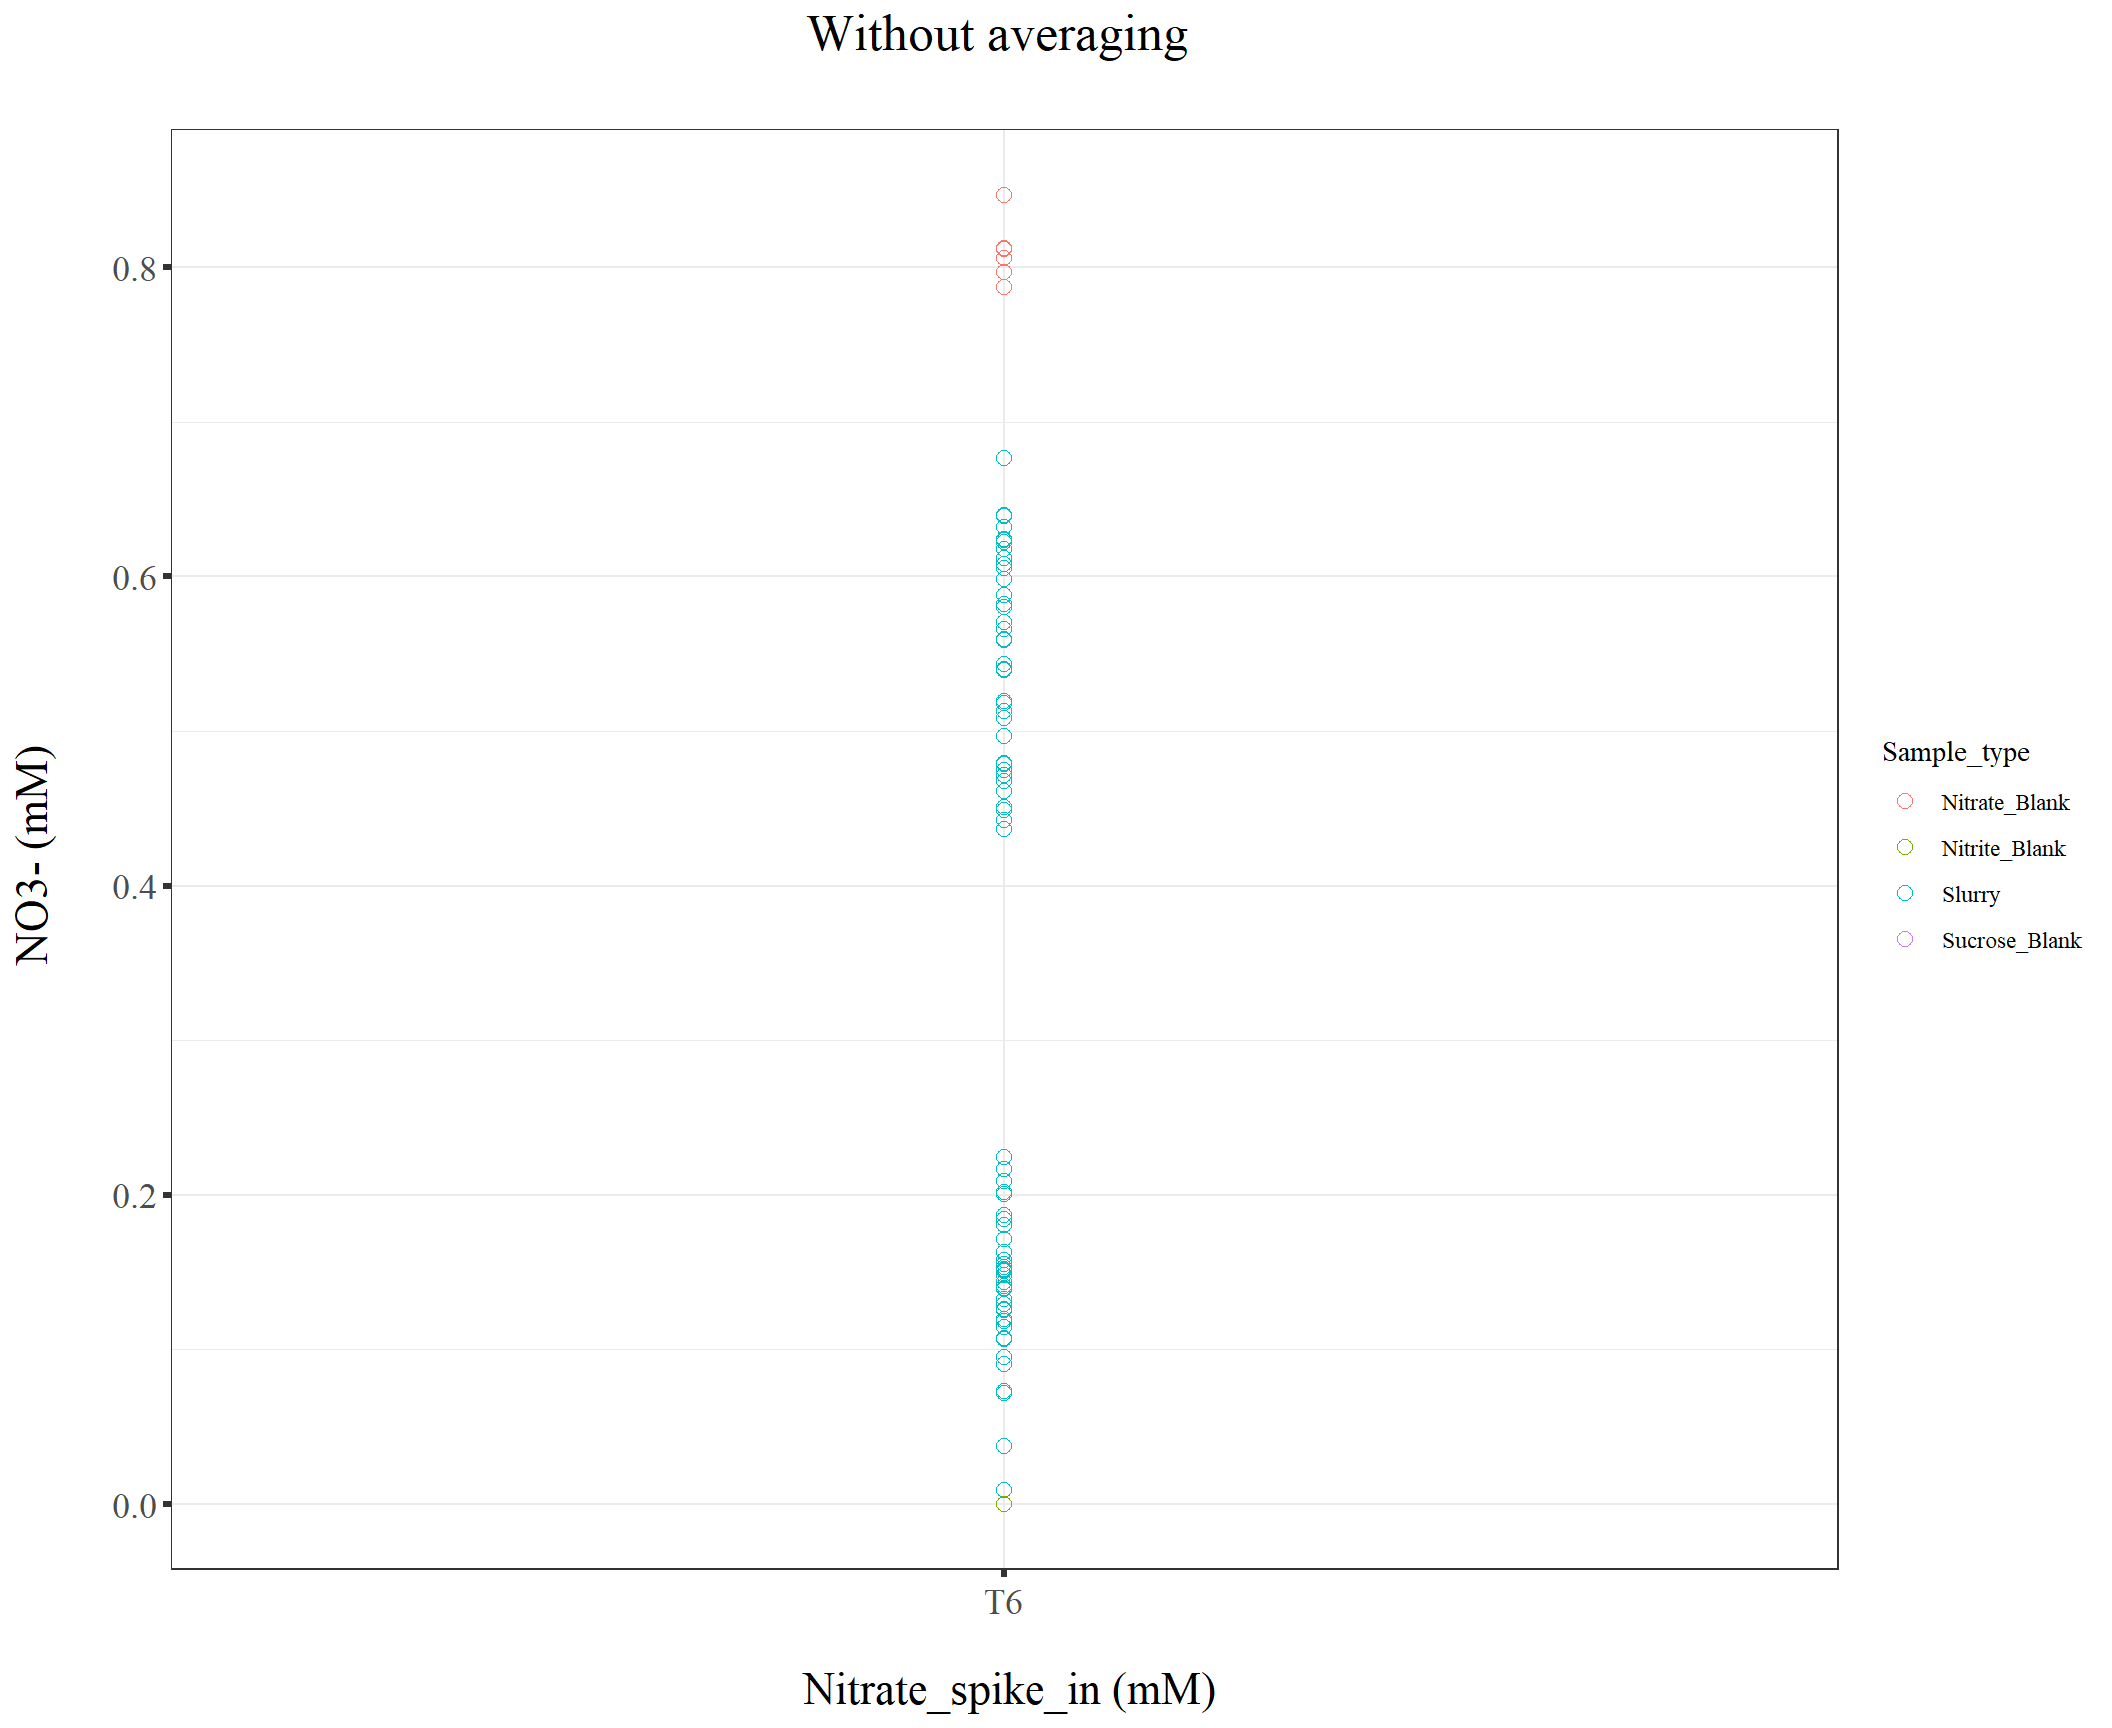 Without averaging
NO3- (mM)
0.8
0.6
0.4
0.2
0.0
T6
Nitrate_spike_in (mM)
Sample_type
Nitrate_Blank
Nitrite_Blank
Slurry
Sucrose_Blank